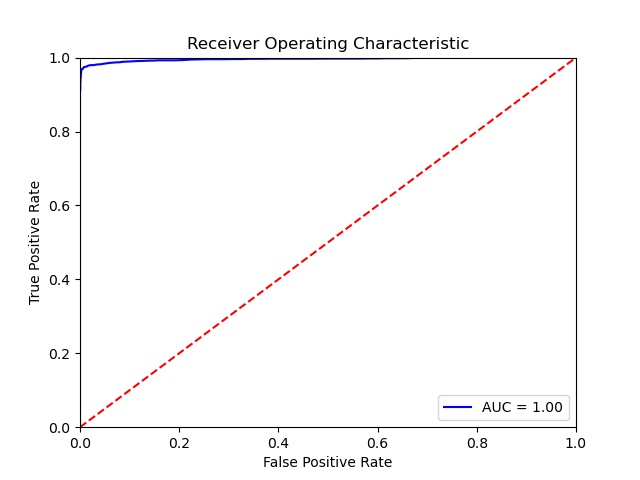 Receiver Operating Characteristic
1.0
0.8
0.6
0.4
0.2
0.0
True Positive Rate
AUC = 1.00
0.0 0.2 0.4 0.6 0.8 1.0
False Positive Rate